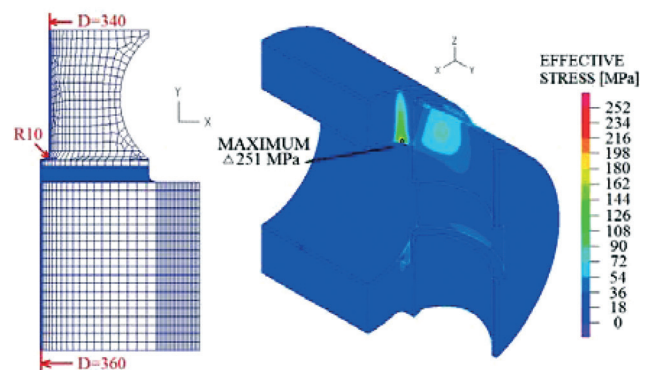 D=340
R10
Y
X
D=360
Z
X
Y
MAXIMUM
△251 MPa
EFFECTIVE
STRESS [MPa]
252
234
216
198
180
162
144
126
108
90
72
54
36
18
0